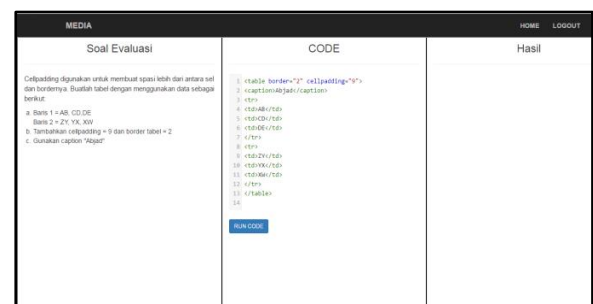 MEDIA
HOME LOGOUT
Soal Evaluasi
Cellpadding digunakan untuk membuat spasi lebih dari antara sel
dan bordernya. Buatlah tabel dengan menggunakan data sebagai
berikut:
a. Baris 1 = AB, CD,DE
Baris 2 = ZY, YX, XW
b. Tambahkan cellpadding = 9 dan border tabel = 2
c. Gunakan caption "Abjad"
CODE
1 <table border="2" cellpadding="9">
2 <caption>Abjad</caption>
3 <tr>
4 <td>AB</td>
5 <td>CD</td>
6 <td>DE</td>
7 </tr>
8 <tr>
9 <td>ZY</td>
10 <td>YX</td>
11 <td>XW</td>
12 </tr>
13 </table>
14
RUN CODE
Hasil